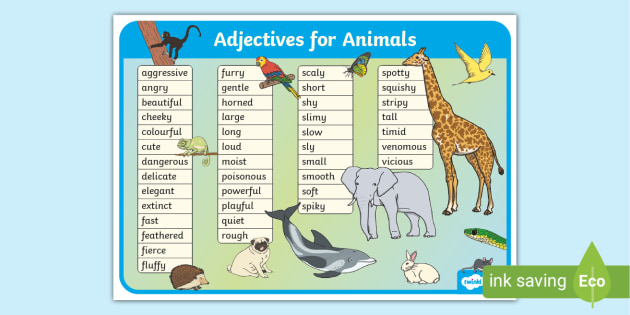 Adjectives for Animals
aggressive
angry
beautiful
cheeky
colourful
cute
dangerous
delicate
elegant
extinct
fast
feathered
fierce
fluffy
furry
gentle
horned
large
long
loud
moist
poisonous
powerful
playful
quiet
rough
scaly
short
shy
slimy
slow
sly
small
smooth
soft
spiky
spotty
squishy
stripy
tall
timid
venomous
vicious
twinkl
ink saving Eco